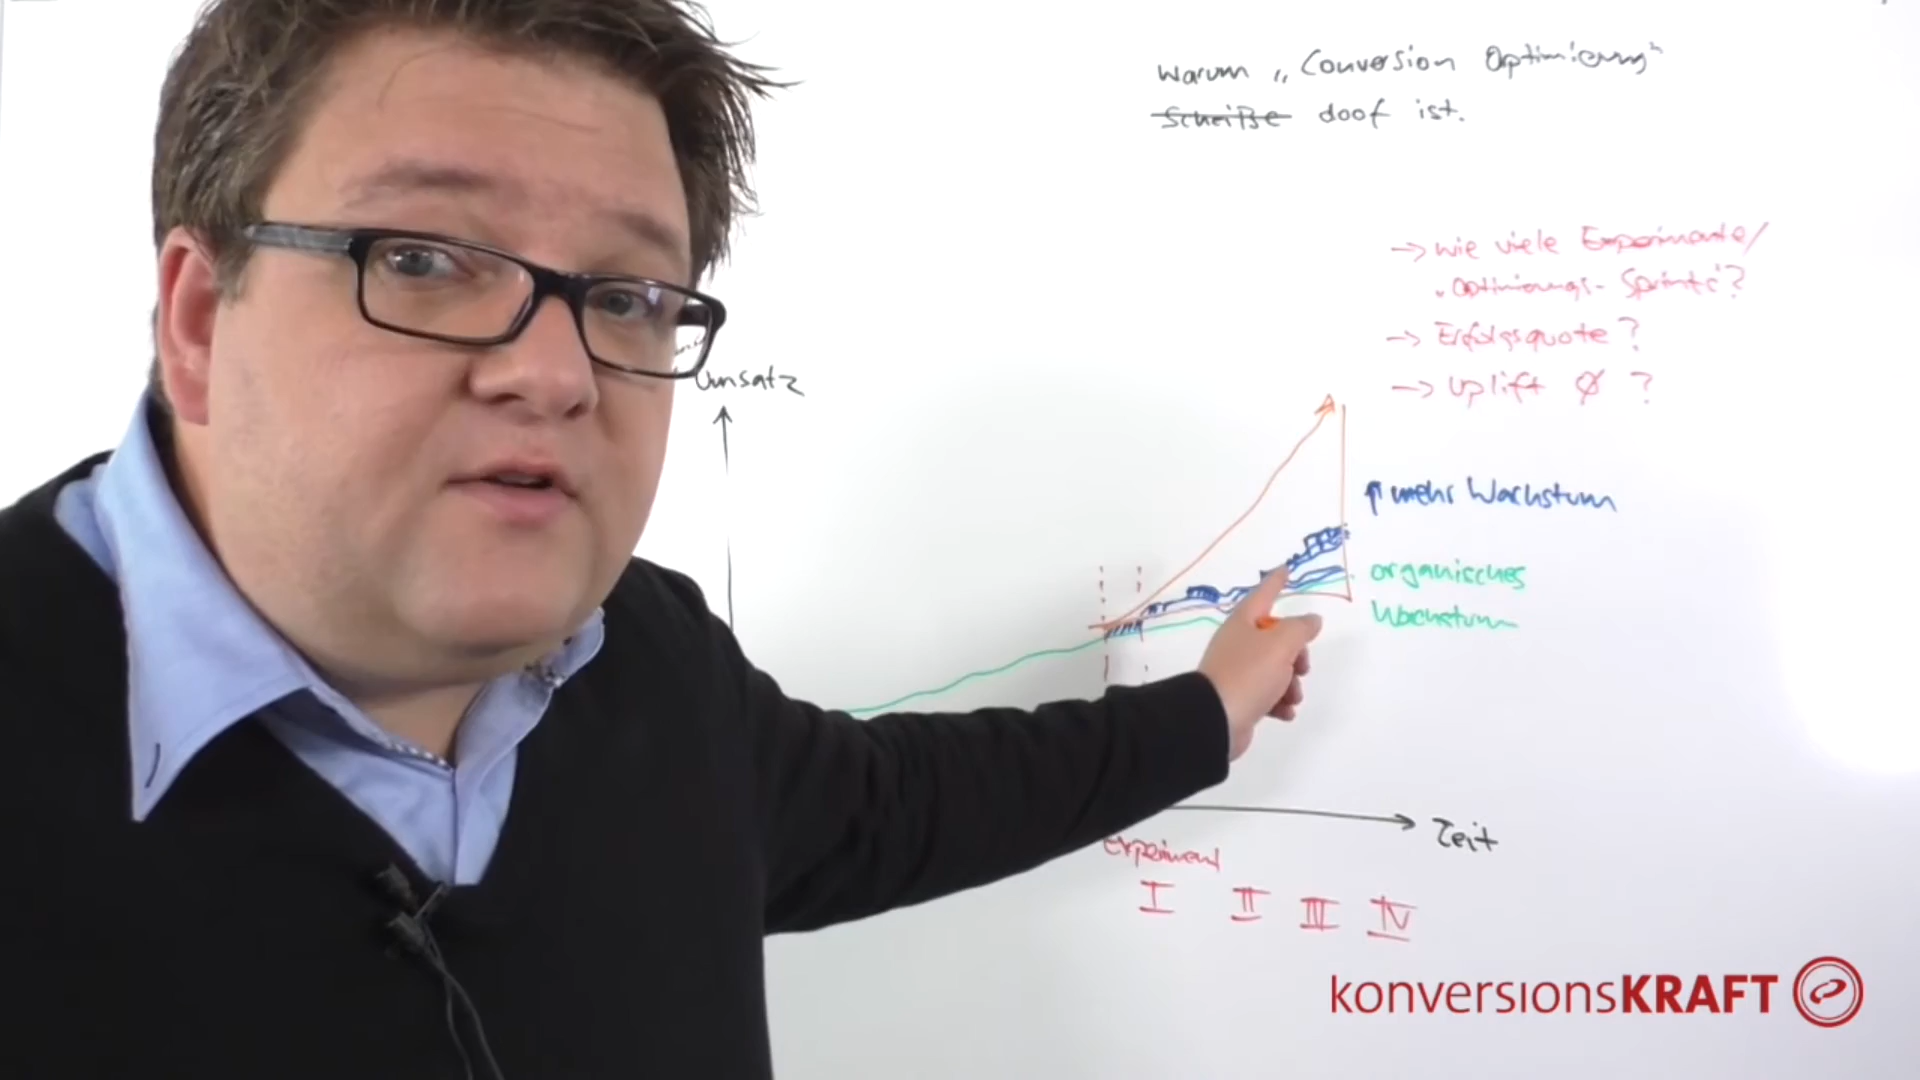 Warum „Conversion Optimierung"
Scheiße doof ist.
→ wie viele Experimente/
„Optimierungs-Sprints"?
→ Erfolgsquote?
→ Uplift Ø ?
Umsatz
↑ mehr Wachstum
organisches
Wachstum
Zeit
Experiment
I II III IV
konversionsKRAFT